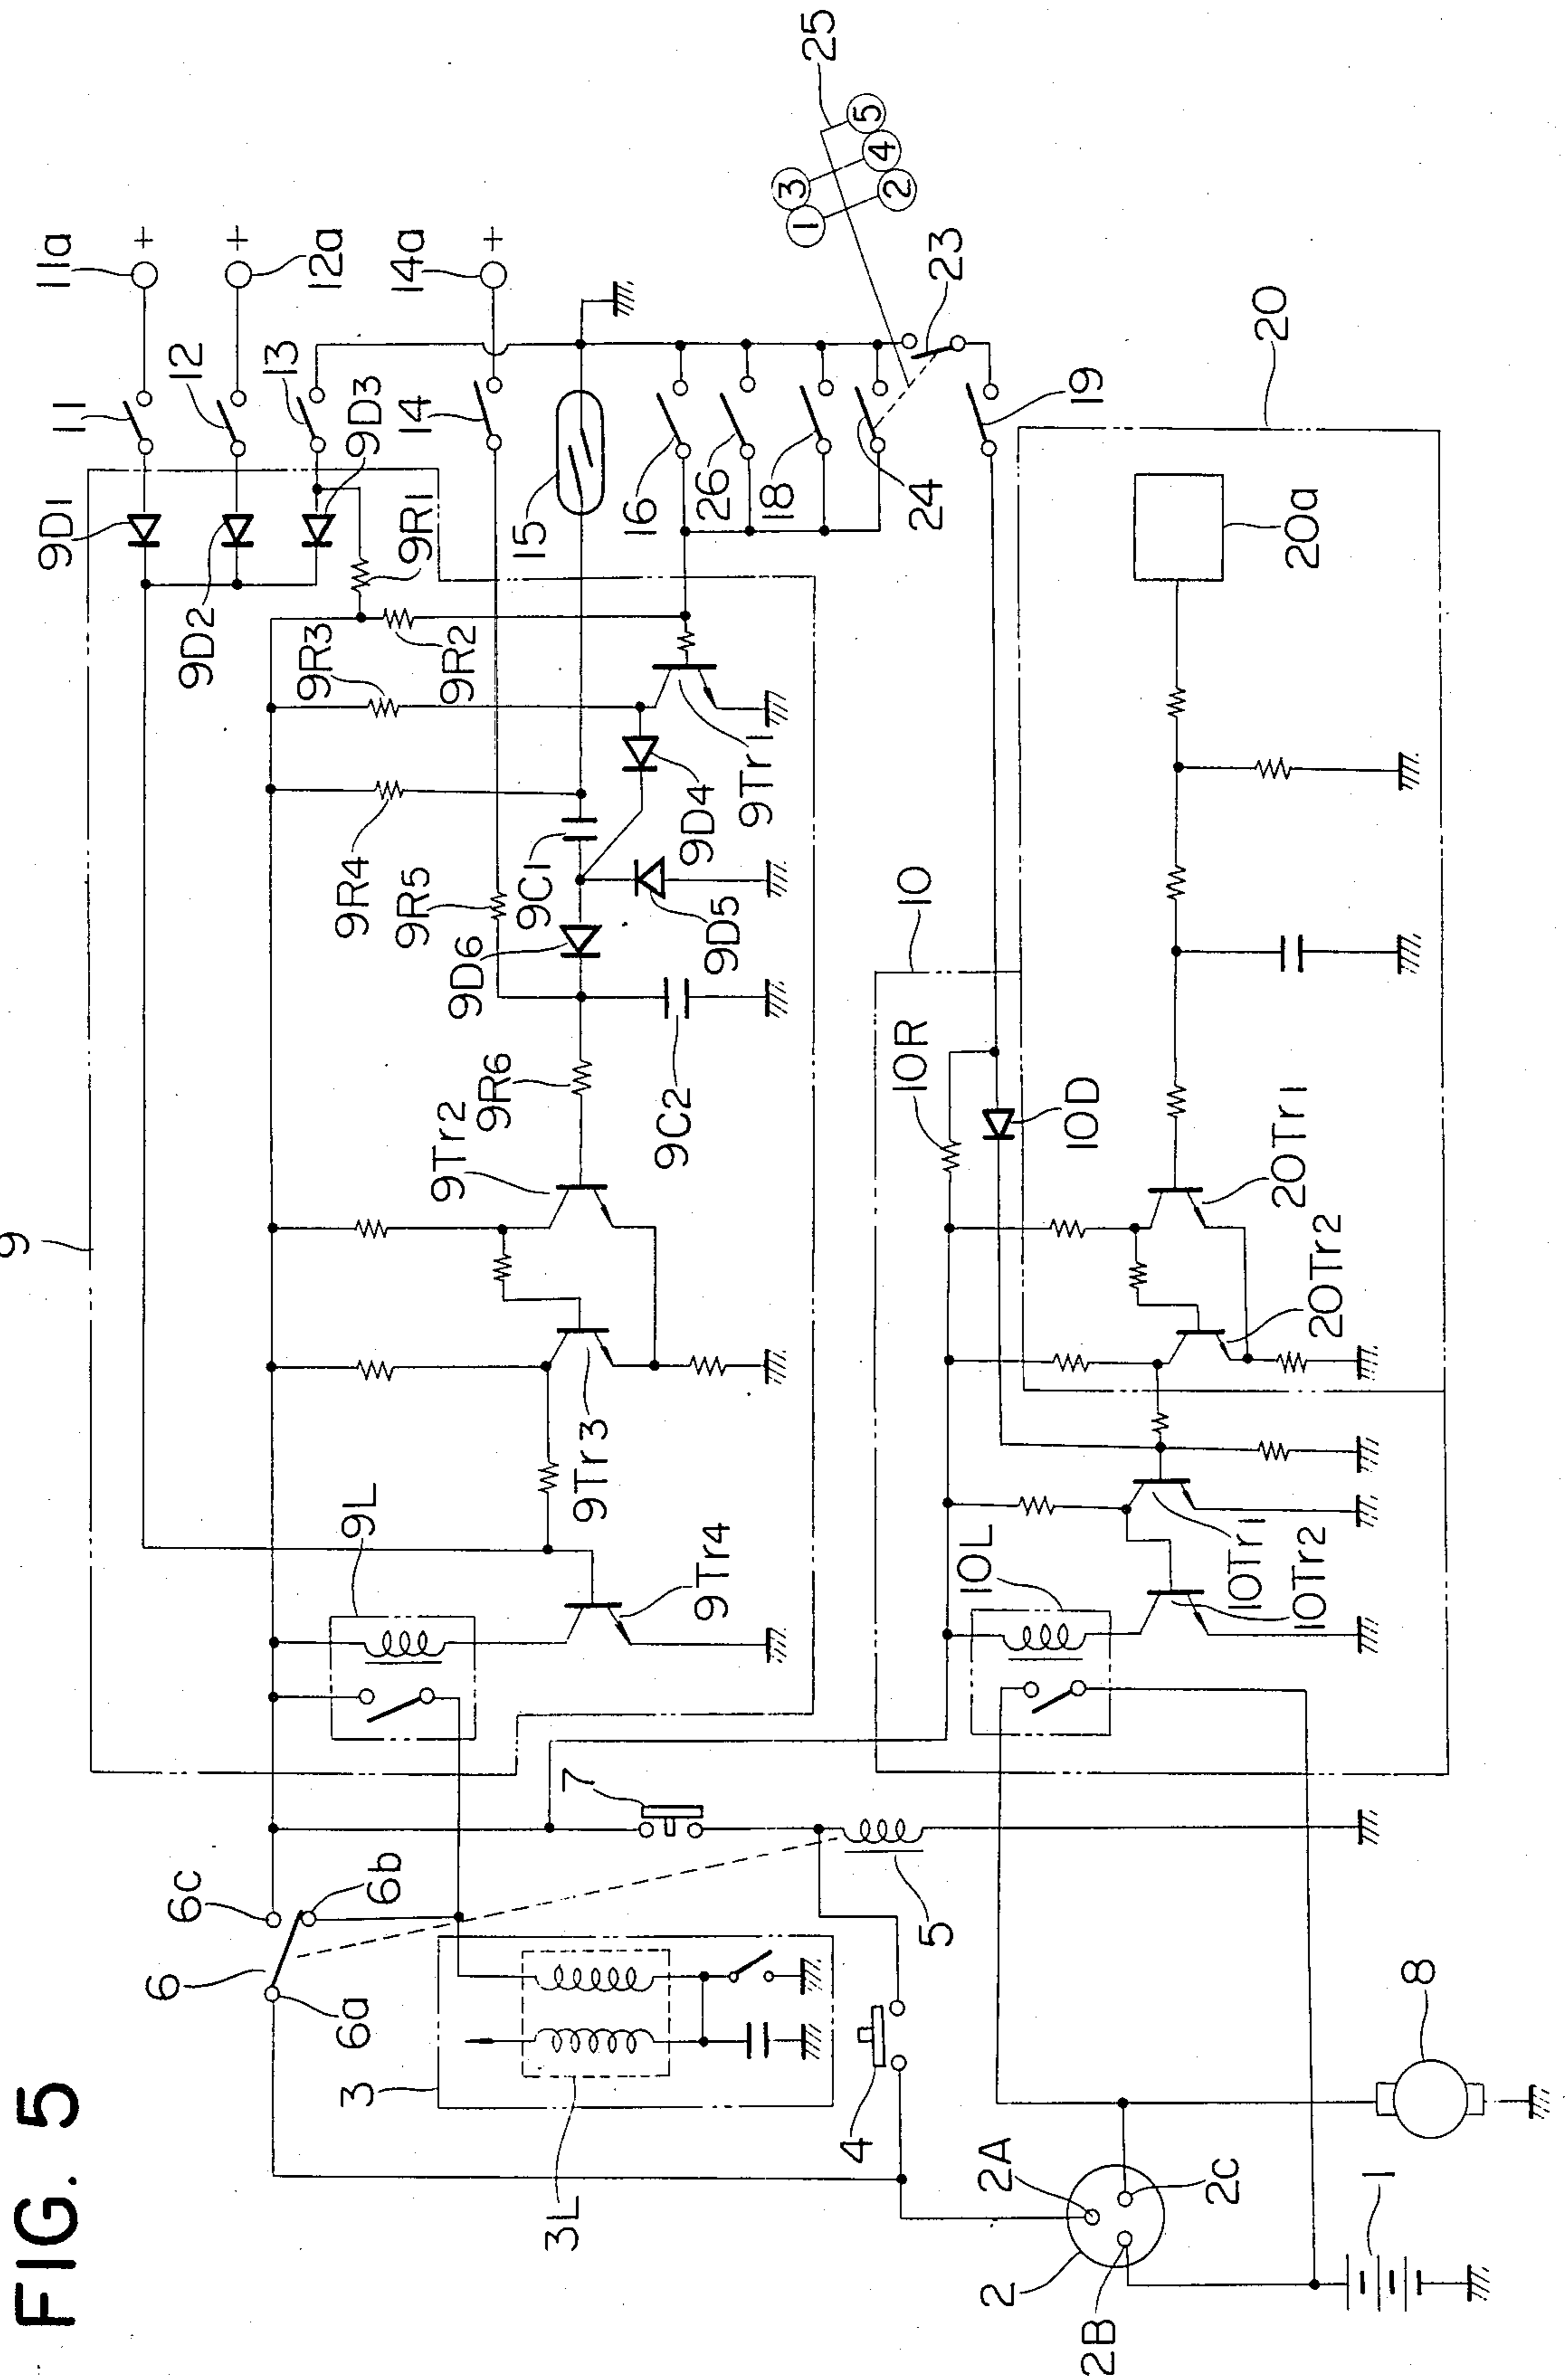 FIG. 5
9
11a
+
12a
+
14a
+
25
1
3
2
4
5
11
12
13
14
9D1
9D2
9D3
9R1
9R2
9R3
9R4
9R5
9R6
15
16
26
18
24
23
19
20
9Tr1
9D4
9C1
9D5
9D6
9C2
9Tr2
9Tr3
9Tr4
9L
10
10R
10D
20a
20Tr1
20Tr2
10Tr1
10Tr2
10L
7
6c
6b
6
6a
5
3
3L
4
8
2A
2c
2
2B
1